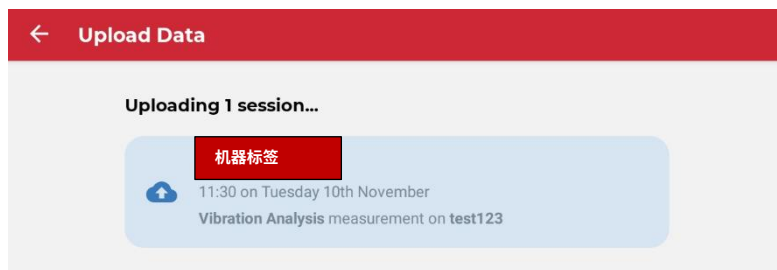 Upload Data
Uploading 1 session...
机器标签
11:30 on Tuesday 10th November
Vibration Analysis measurement on test123